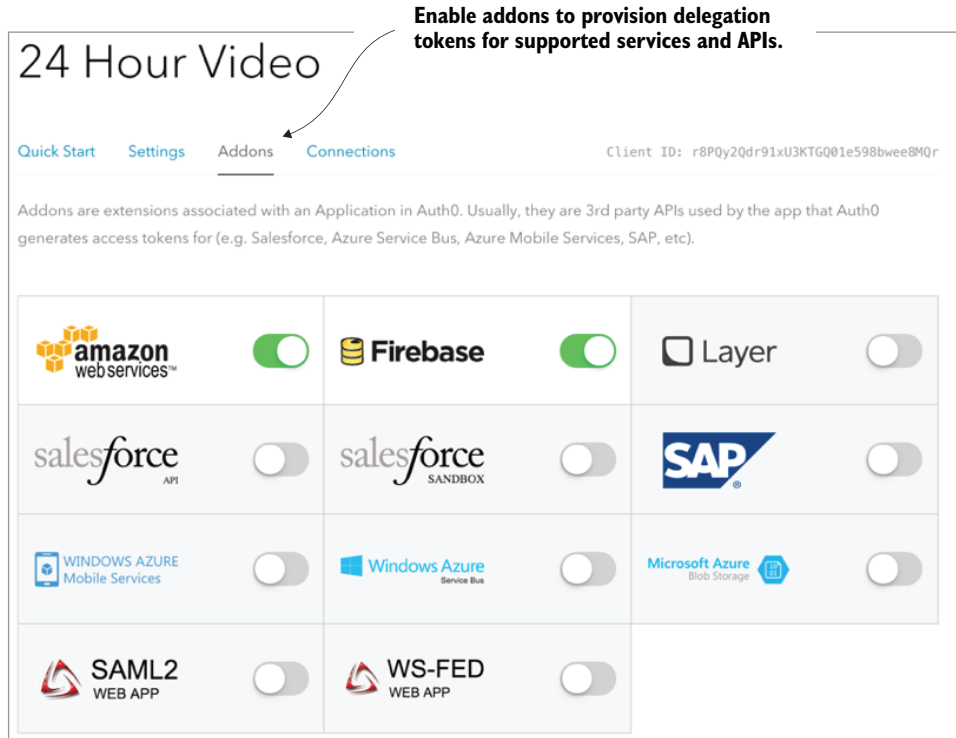 Enable addons to provision delegation
tokens for supported services and APIs.
24 Hour Video
Quick Start Settings Addons Connections Client ID: r8PQy2Qdr91xU3KTGQ01e598bwee8MQr
Addons are extensions associated with an Application in Auth0. Usually, they are 3rd party APIs used by the app that Auth0
generates access tokens for (e.g. Salesforce, Azure Service Bus, Azure Mobile Services, SAP, etc).
amazon
web services™
Firebase
Layer
salesforce
API
salesforce
SANDBOX
SAP
®
WINDOWS AZURE
Mobile Services
Windows Azure
Service Bus
Microsoft Azure
Blob Storage
10
01
SAML2
WEB APP
WS-FED
WEB APP